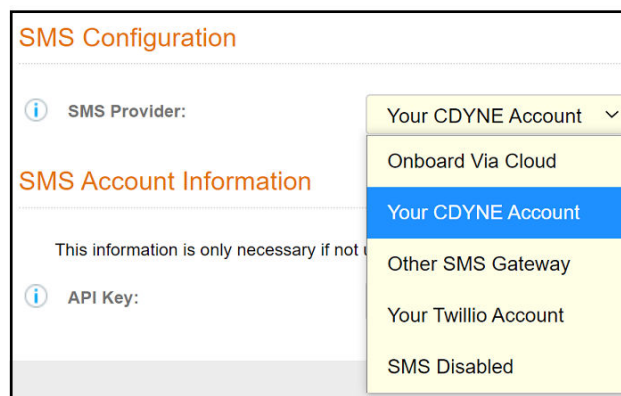 SMS Configuration
SMS Provider:
Your CDYNE Account
Onboard Via Cloud
SMS Account Information
Your CDYNE Account
This information is only necessary if not
Other SMS Gateway
API Key:
Your Twillio Account
SMS Disabled